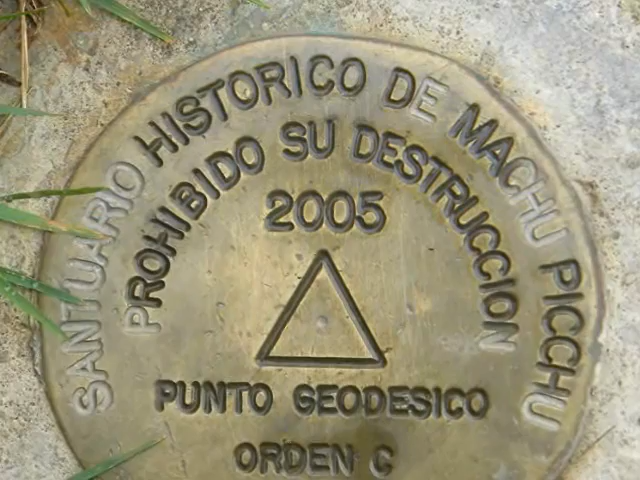 SANTUARIO HISTORICO DE MACHU PICCHU
PROHIBIDO SU DESTRUCCION
2005
PUNTO GEODESICO
ORDEN C